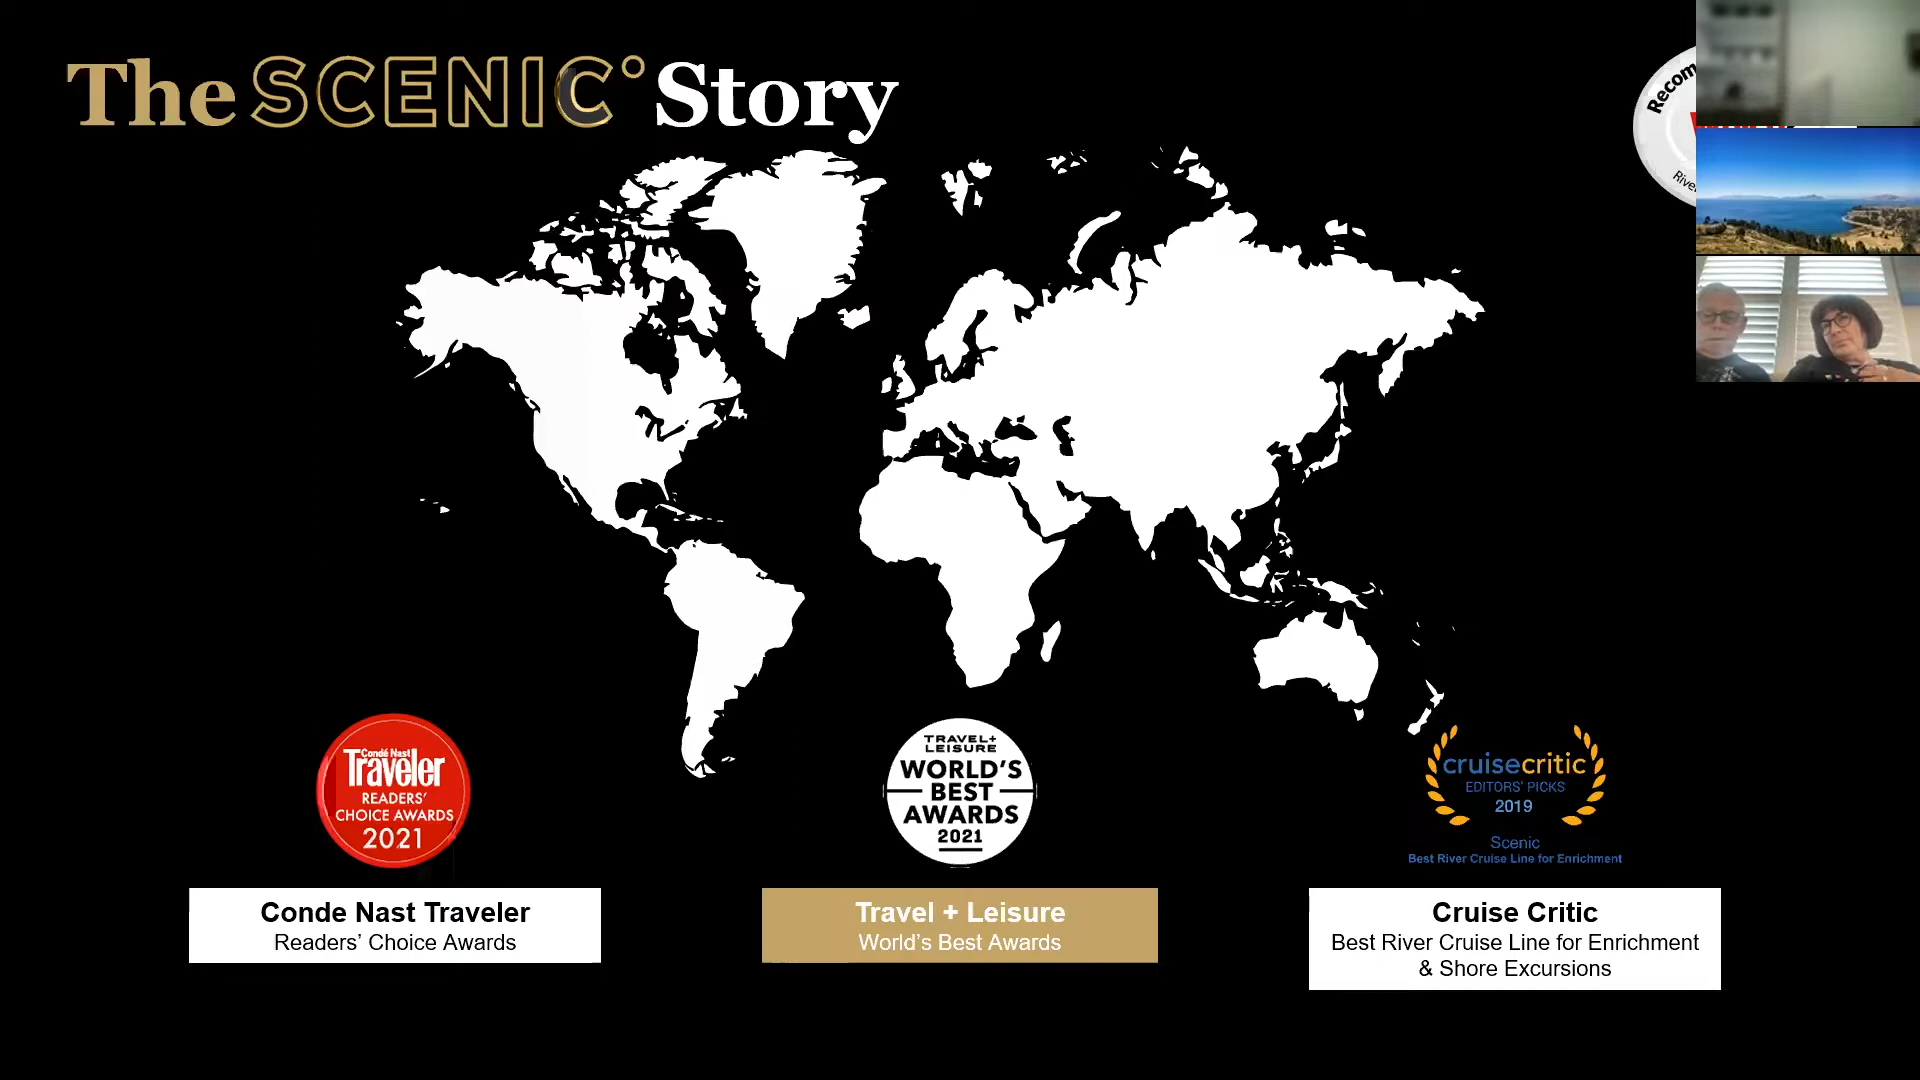 The SCENIC° Story
Recom
River
Condé Nast
Traveler
READERS'
CHOICE AWARDS
2021
TRAVEL+
LEISURE
WORLD'S
BEST
AWARDS
2021
cruisecritic
EDITORS' PICKS
2019
Scenic
Best River Cruise Line for Enrichment
Conde Nast Traveler
Readers’ Choice Awards
Travel + Leisure
World’s Best Awards
Cruise Critic
Best River Cruise Line for Enrichment
& Shore Excursions